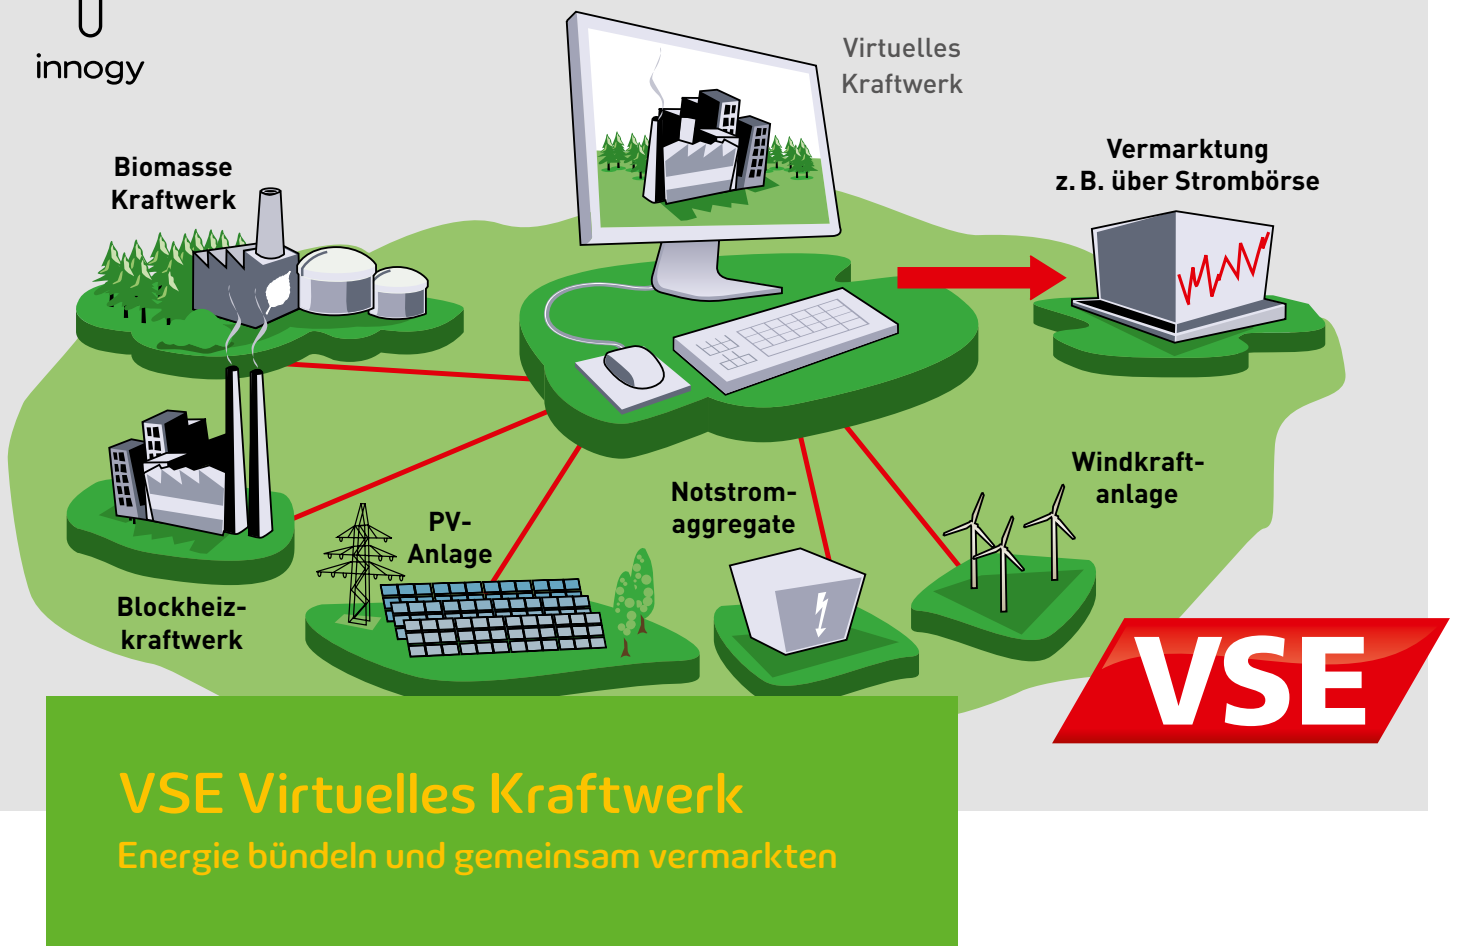 innogy
Virtuelles
Kraftwerk
Biomasse
Kraftwerk
Vermarktung
z. B. über Strombörse
Windkraft-
anlage
Notstrom-
aggregate
PV-
Anlage
Blockheiz-
kraftwerk
VSE
VSE Virtuelles Kraftwerk
Energie bündeln und gemeinsam vermarkten